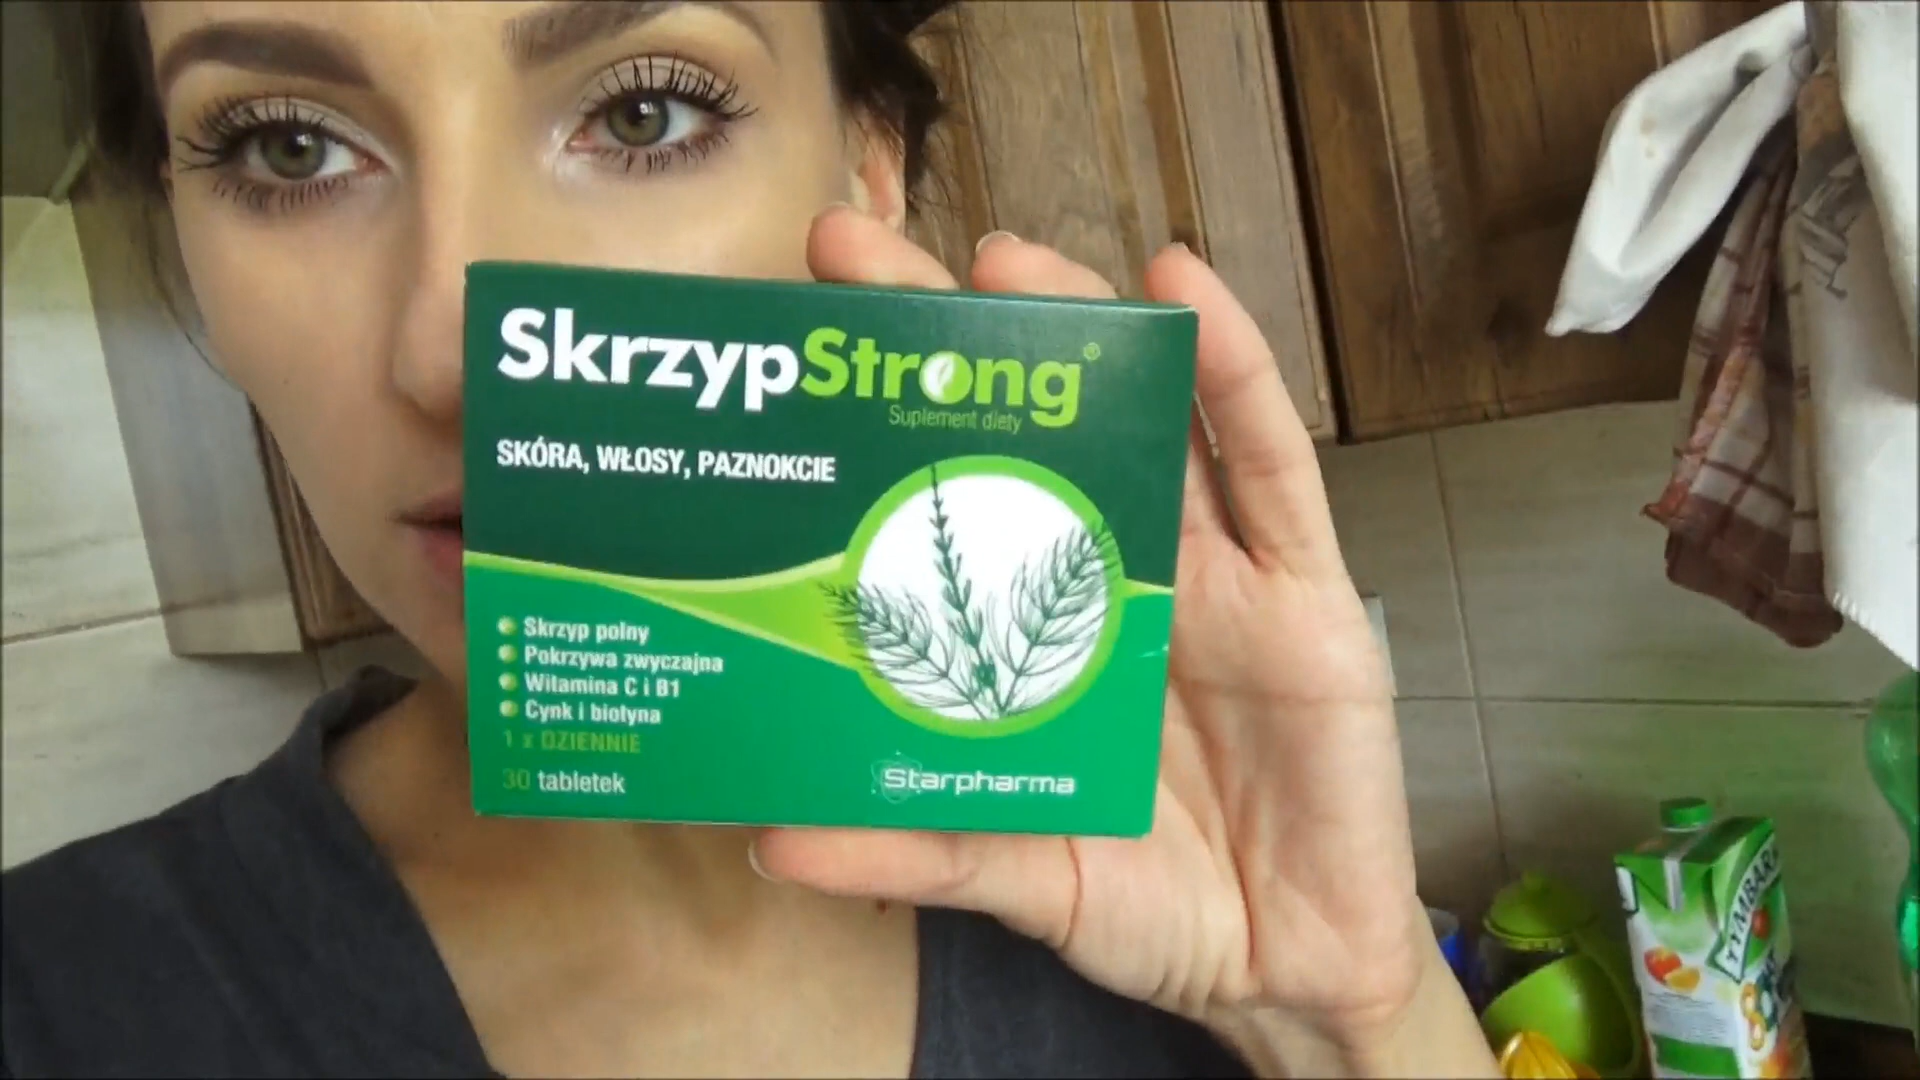 SkrzypStrong®
Suplement diety
SKÓRA, WŁOSY, PAZNOKCIE
Skrzyp polny
Pokrzywa zwyczajna
Witamina C i B1
Cynk i biotyna
1 x DZIENNIE
30 tabletek
Starpharma
TYMBARK